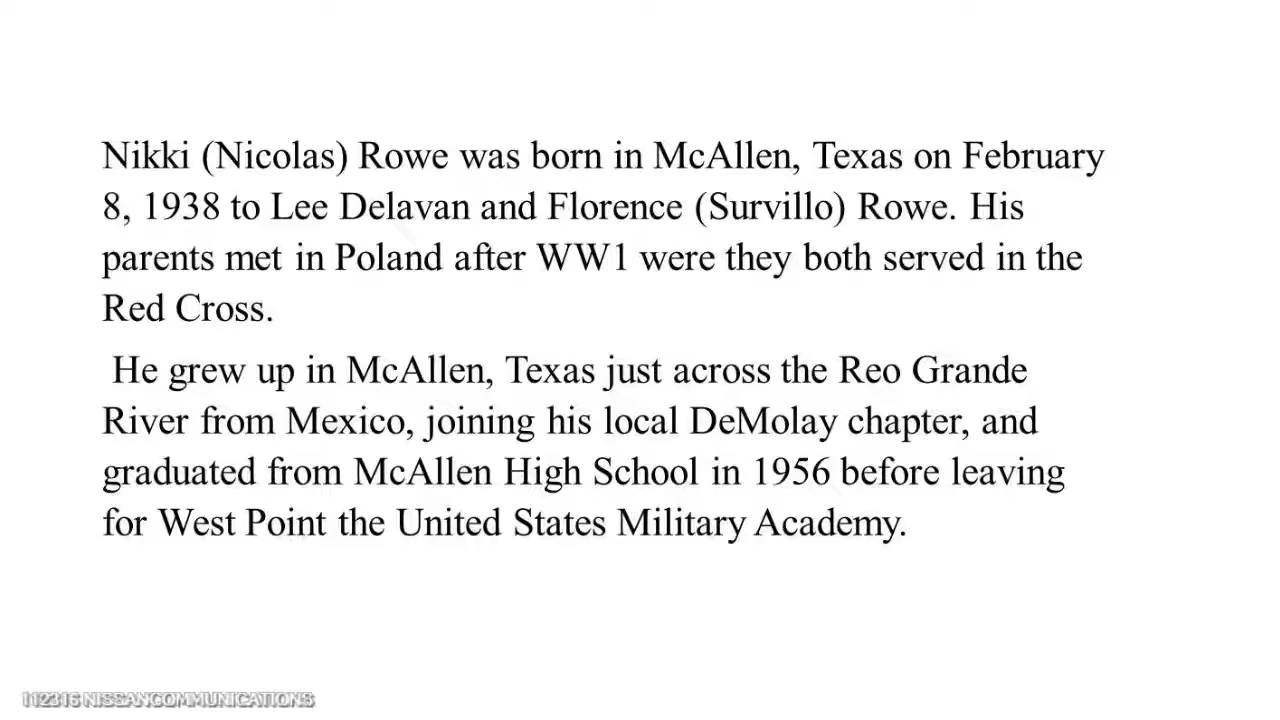 Nikki (Nicolas) Rowe was born in McAllen, Texas on February
8, 1938 to Lee Delavan and Florence (Survillo) Rowe. His
parents met in Poland after WW1 were they both served in the
Red Cross.
He grew up in McAllen, Texas just across the Reo Grande
River from Mexico, joining his local DeMolay chapter, and
graduated from McAllen High School in 1956 before leaving
for West Point the United States Military Academy.
112316 NISSANCOMMUNICATIONS